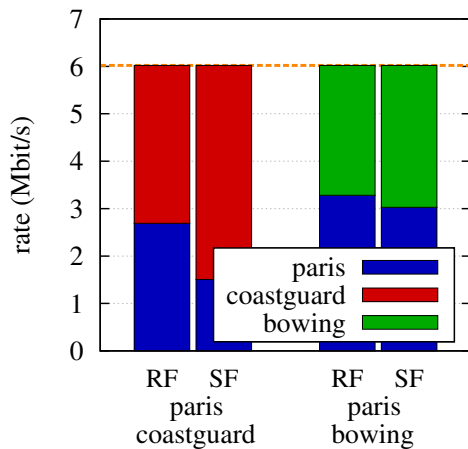 7
6
5
4
3
2
1
0
rate (Mbit/s)
paris
coastguard
bowing
RF SF RF SF
paris paris
coastguard bowing